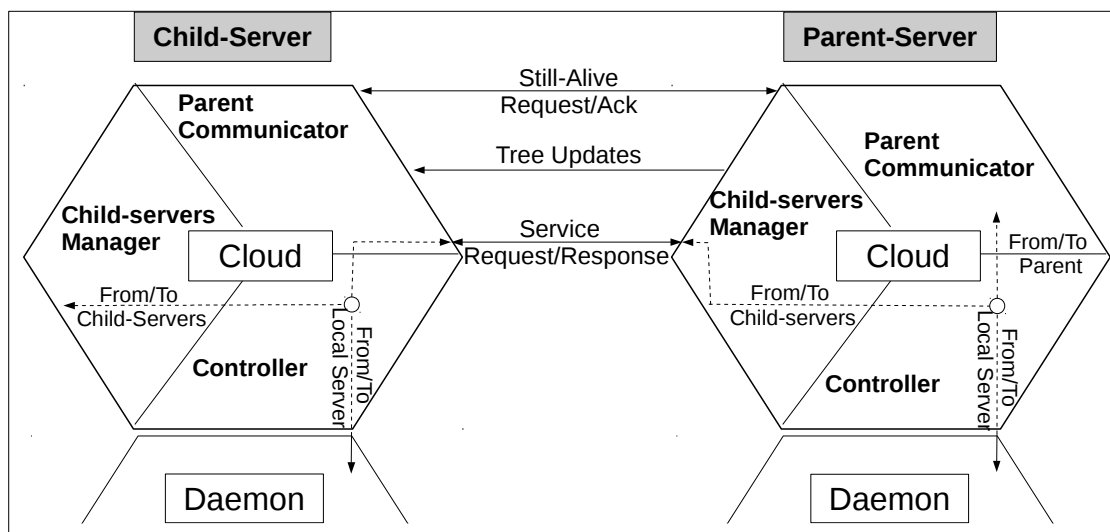 Child-Server
Parent-Server
Still-Alive
Request/Ack
Parent
Communicator
Parent
Communicator
Tree Updates
Child-servers
Manager
Child-servers
Manager
Service
Request/Response
Cloud
Cloud
From/To
Parent
From/To
Child-Servers
From/To
Child-servers
From/To
Local Server
From/To
Local Server
Controller
Controller
Daemon
Daemon